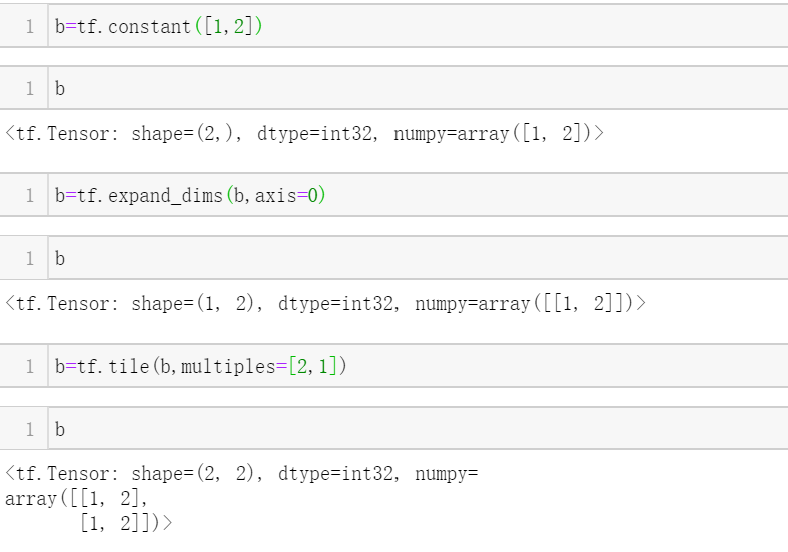 1 b=tf.constant([1,2])
1 b
<tf.Tensor: shape=(2,), dtype=int32, numpy=array([1, 2])>
1 b=tf.expand_dims(b,axis=0)
1 b
<tf.Tensor: shape=(1, 2), dtype=int32, numpy=array([[1, 2]])>
1 b=tf.tile(b,multiples=[2,1])
1 b
<tf.Tensor: shape=(2, 2), dtype=int32, numpy=
array([[1, 2],
       [1, 2]])>